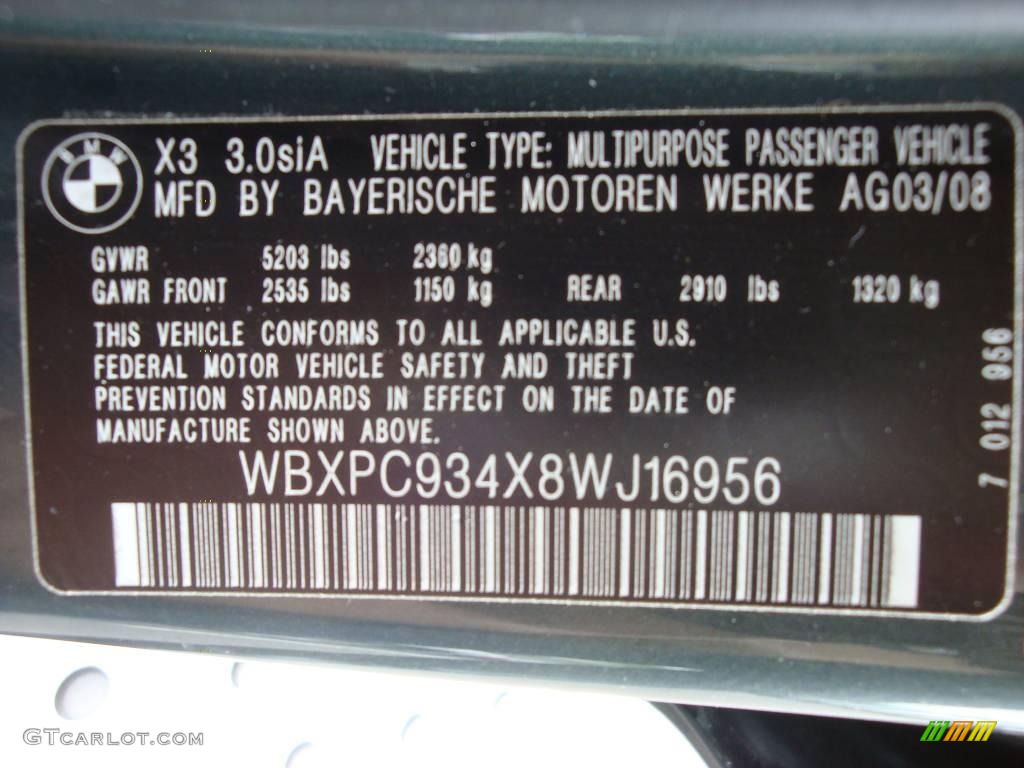 BMW X3 3.0siA VEHICLE TYPE: MULTIPURPOSE PASSENGER VEHICLE
MFD BY BAYERISCHE MOTOREN WERKE AG03/08
GVWR 5203 lbs 2360 kg
GAWR FRONT 2535 lbs 1150 kg REAR 2910 lbs 1320 kg
THIS VEHICLE CONFORMS TO ALL APPLICABLE U.S.
FEDERAL MOTOR VEHICLE SAFETY AND THEFT
PREVENTION STANDARDS IN EFFECT ON THE DATE OF
MANUFACTURE SHOWN ABOVE.
WBXPC934X8WJ16956
7 012 956
GTCARLOT.COM